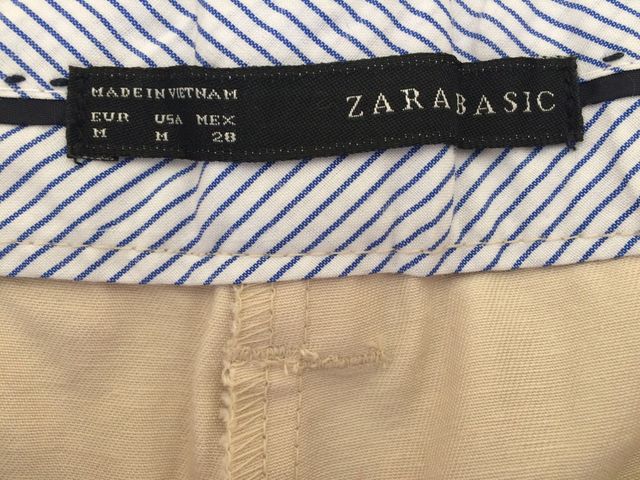 MADE IN VIETNAM
EUR USA MEX
M M 28
ZARA BASIC